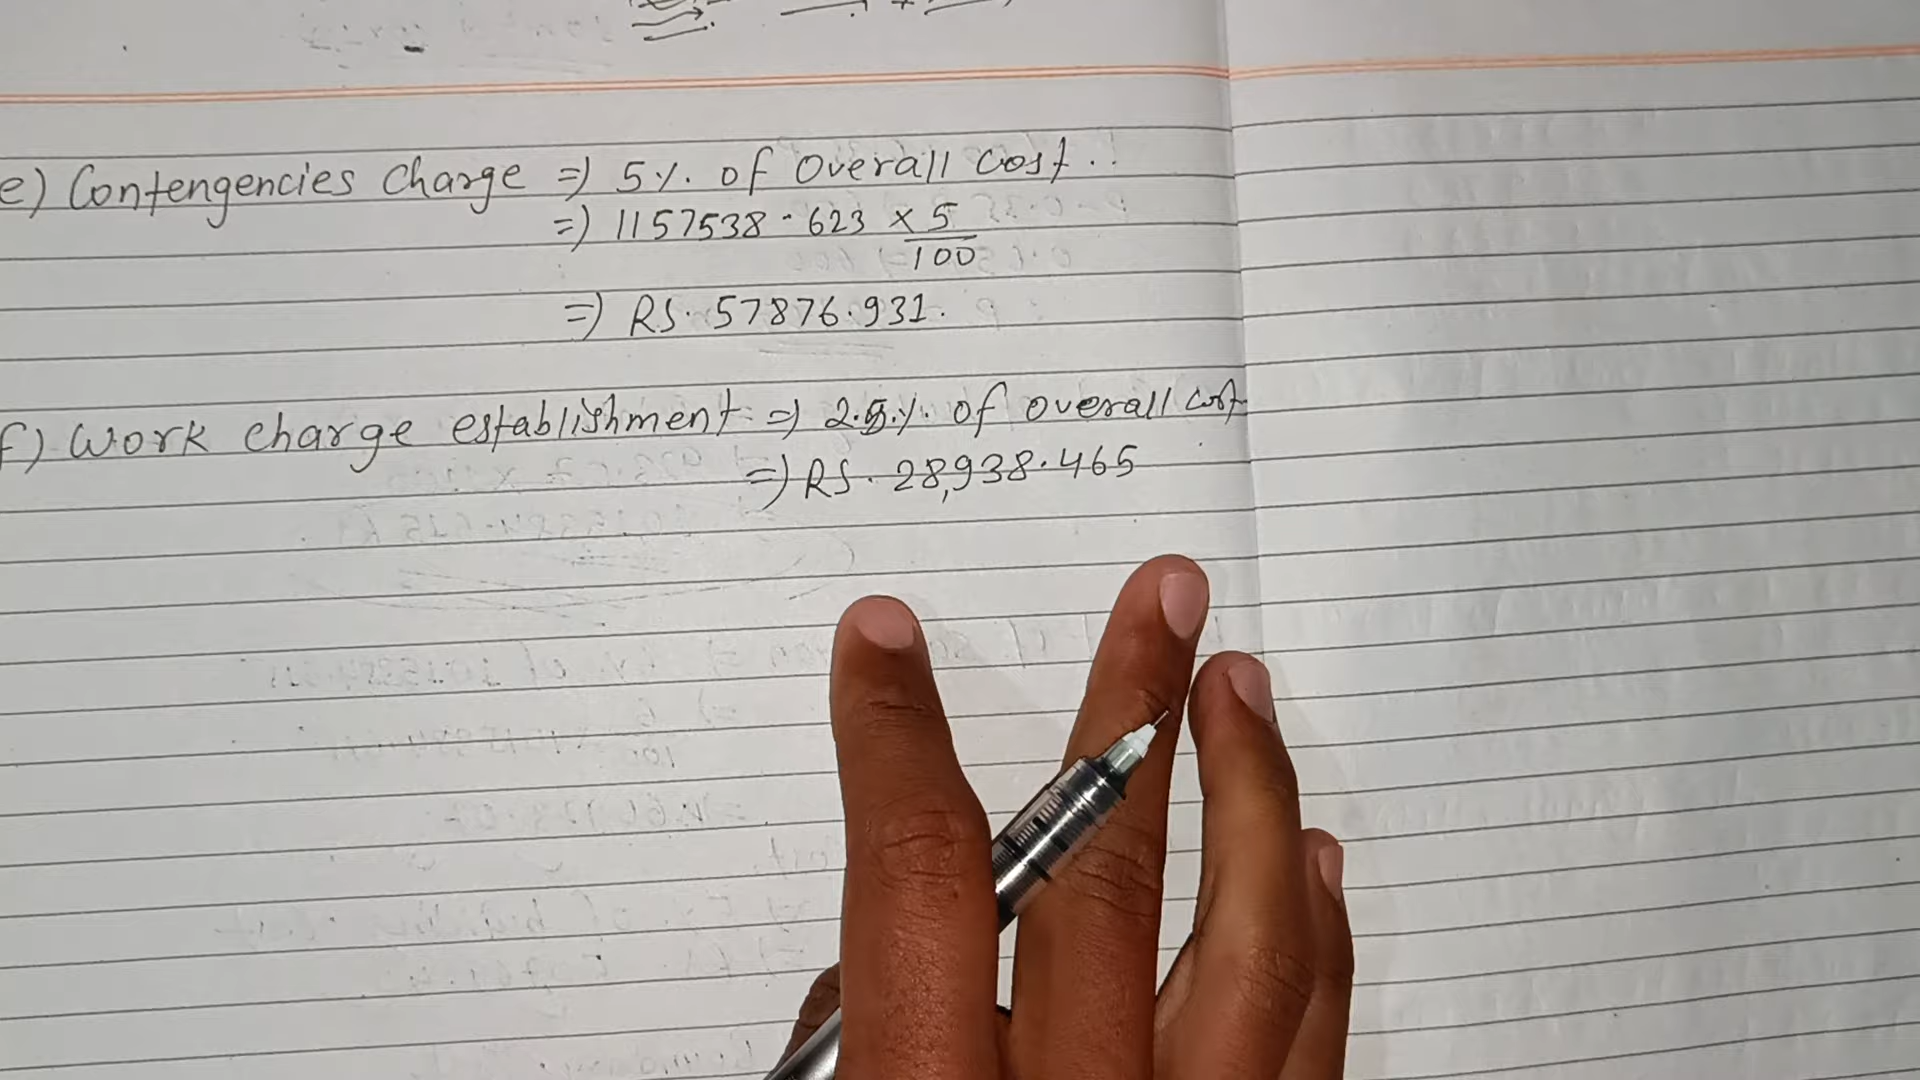 e) Contengencies charge => 5%. of overall cost..
=> 1157538.623 × 5/100
=> RS. 57876.931.
f) Work charge establishment => 2.5%. of overall cost
=> RS. 28,938.465